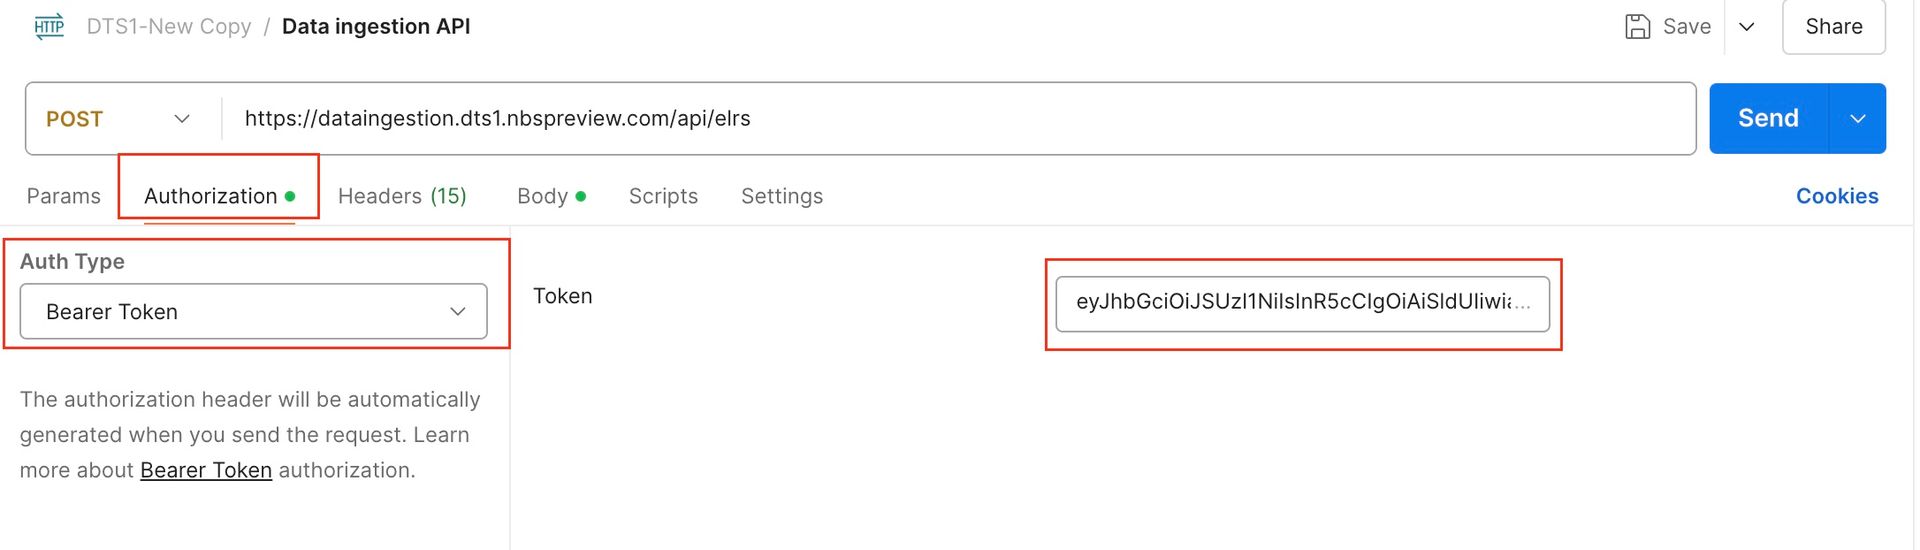 HTTP DTS1-New Copy / Data ingestion API Save Share
POST https://dataingestion.dts1.nbspreview.com/api/elrs Send
Params Authorization Headers (15) Body Scripts Settings Cookies
Auth Type
Bearer Token
Token
eyJhbGciOiJSUzI1NiIsInR5cCIgOiAiSldUIiwia...
The authorization header will be automatically
generated when you send the request. Learn
more about Bearer Token authorization.